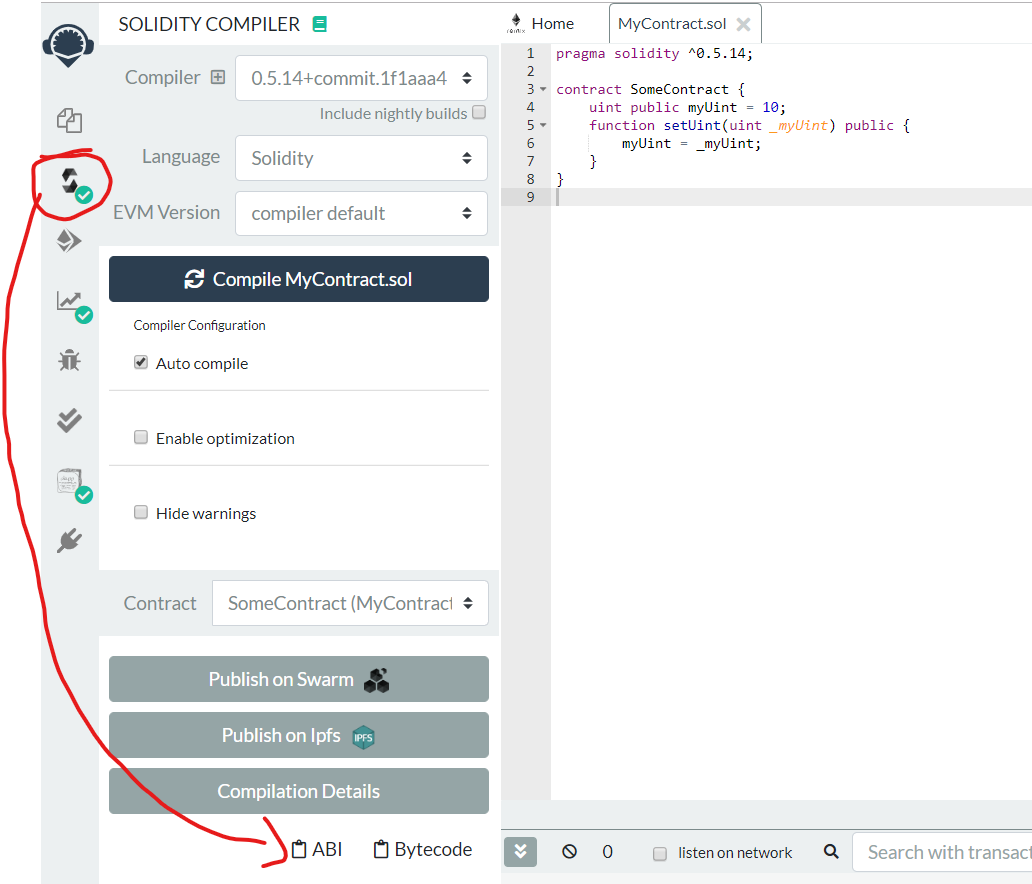 SOLIDITY COMPILER
Compiler 0.5.14+commit.1f1aaa4
Include nightly builds
Language Solidity
EVM Version compiler default
Compile MyContract.sol
Compiler Configuration
Auto compile
Enable optimization
Hide warnings
Contract SomeContract (MyContract
Publish on Swarm
Publish on Ipfs IPFS
Compilation Details
ABI Bytecode
Home MyContract.sol
1 pragma solidity ^0.5.14;
2
3 contract SomeContract {
4 uint public myUint = 10;
5 function setUint(uint _myUint) public {
6 myUint = _myUint;
7 }
8 }
9
0 listen on network Search with transact